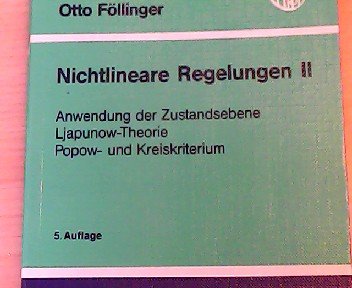 Otto Föllinger
Nichtlineare Regelungen II
Anwendung der Zustandsebene
Ljapunow-Theorie
Popow- und Kreiskriterium
5. Auflage